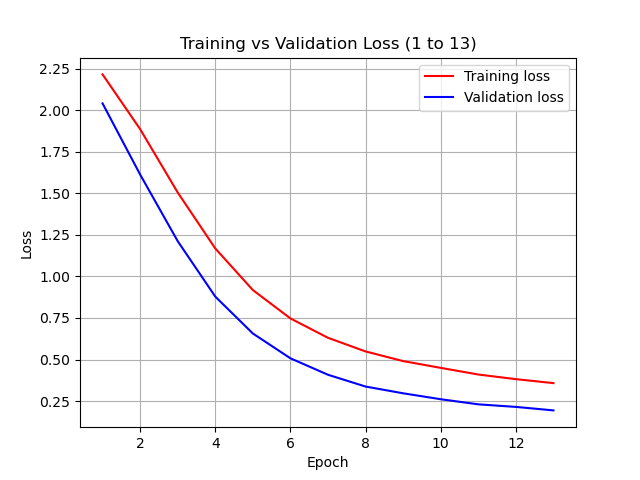 Training vs Validation Loss (1 to 13)
Training loss
Validation loss
2.25
2.00
1.75
1.50
1.25
1.00
0.75
0.50
0.25
Loss
2 4 6 8 10 12
Epoch